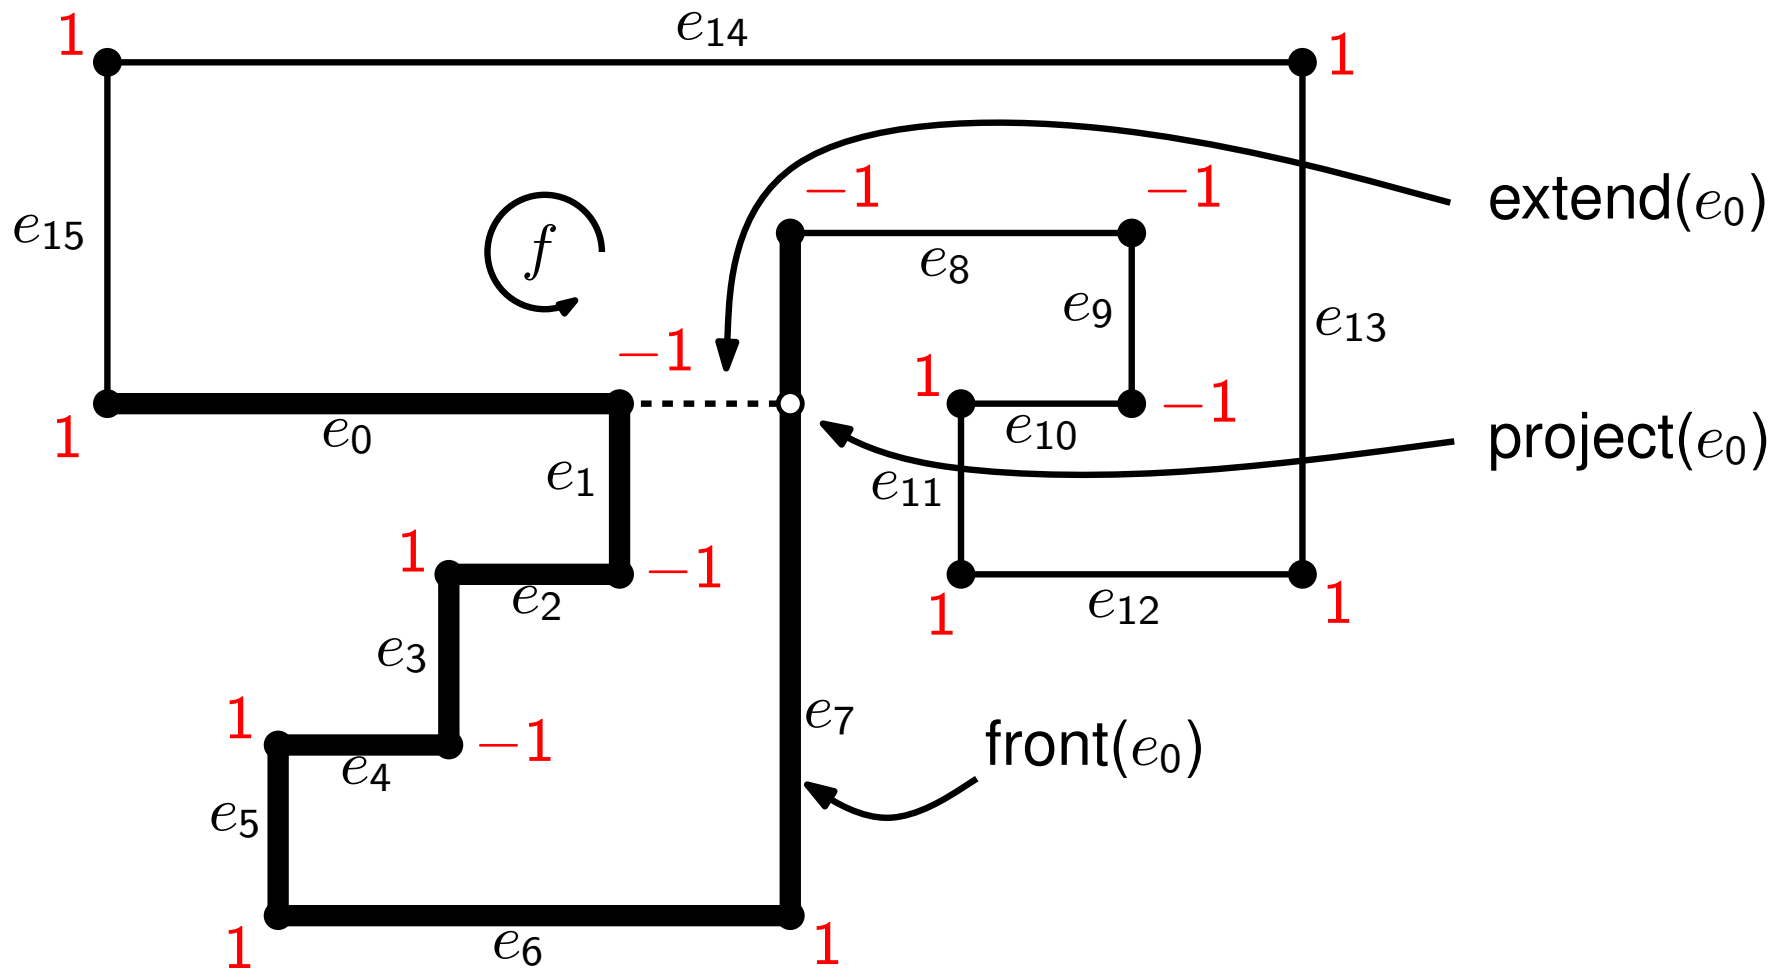 1
e14
1
−1
−1
extend(e0)
e15
f
e8
e9
e13
−1
1
−1
1
e0
e10
project(e0)
e1
e11
1
−1
e2
1
e12
1
e3
1
−1
e7
front(e0)
e4
e5
1
e6
1